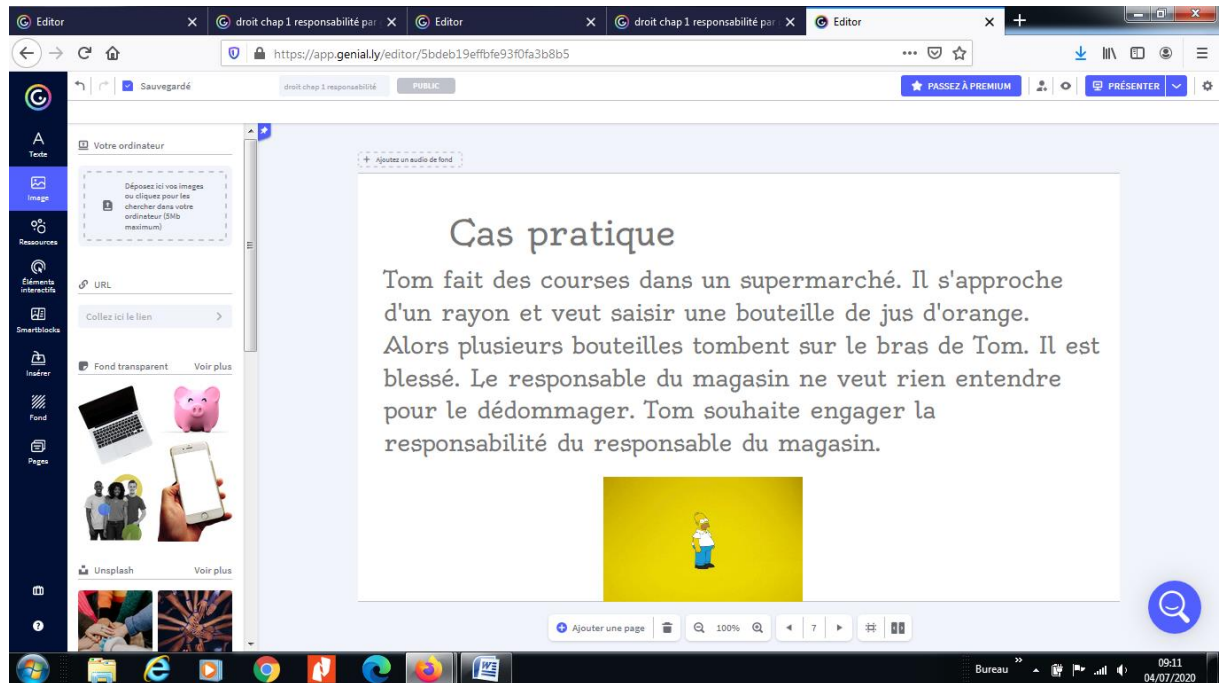 Editor
droit chap 1 responsabilité par
Editor
droit chap 1 responsabilité par
Editor
https://app.genial.ly/editor/5bdeb19effbfe93f0fa3b8b5
Sauvegardé
droit chap 1 responsabilité
PUBLIC
PASSEZ À PREMIUM
PRÉSENTER
Texte
Image
Ressources
Éléments interactifs
Smartblocks
Insérer
Fond
Pages
Votre ordinateur
Déposez ici vos images
ou cliquez pour les
chercher dans votre
ordinateur (5Mb
maximum)
URL
Collez ici le lien
Fond transparent Voir plus
Unsplash Voir plus
+ Ajoutez un audio de fond
Cas pratique
Tom fait des courses dans un supermarché. Il s'approche
d'un rayon et veut saisir une bouteille de jus d'orange.
Alors plusieurs bouteilles tombent sur le bras de Tom. Il est
blessé. Le responsable du magasin ne veut rien entendre
pour le dédommager. Tom souhaite engager la
responsabilité du responsable du magasin.
Ajouter une page
100%
7
Bureau
09:11
04/07/2020